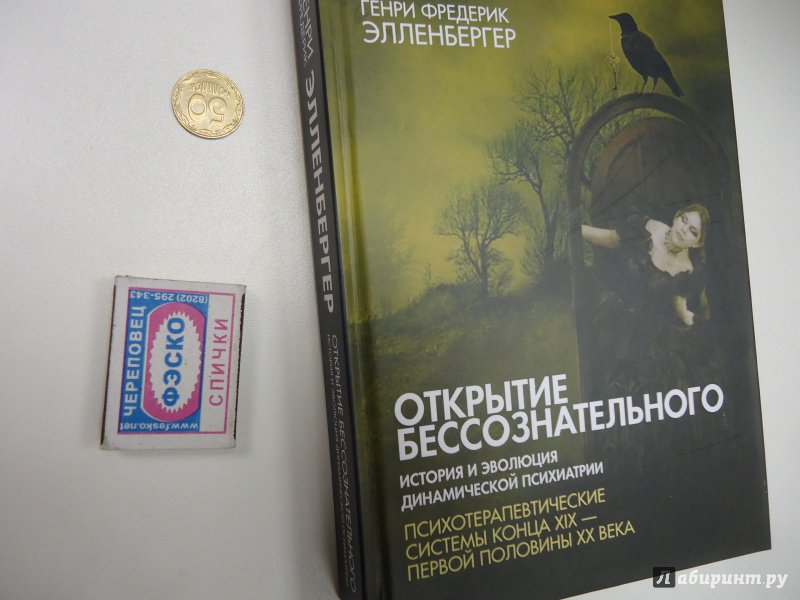 ГЕНРИ ФРЕДЕРИК
ЭЛЛЕНБЕРГЕР
ОТКРЫТИЕ
БЕССОЗНАТЕЛЬНОГО
ИСТОРИЯ И ЭВОЛЮЦИЯ
ДИНАМИЧЕСКОЙ ПСИХИАТРИИ
ПСИХОТЕРАПЕВТИЧЕСКИЕ
СИСТЕМЫ КОНЦА XIX —
ПЕРВОЙ ПОЛОВИНЫ XX ВЕКА
ГЕНРИ
ЭЛЛЕНБЕРГЕР
ОТКРЫТИЕ БЕССОЗНАТЕЛЬНОГО
50
(8202) 295-343
ЧЕРЕПОВЕЦ
ФЭСКО
www.fesko.net
СПИЧКИ
Лабиринт.ру